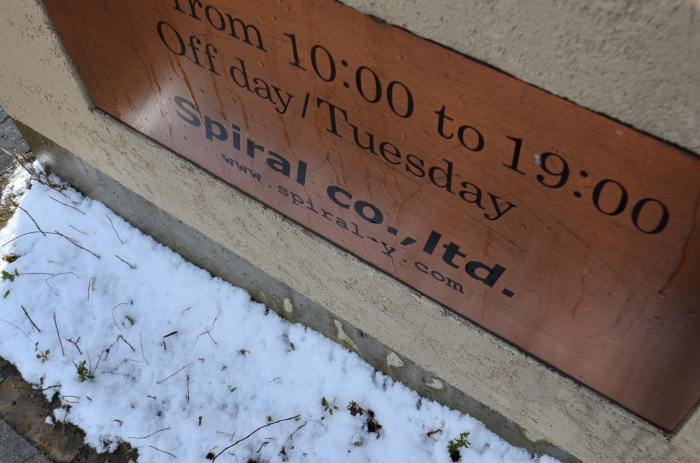 from 10:00 to 19:00
Off day/Tuesday
Spiral co.,ltd.
www.spiral-y.com